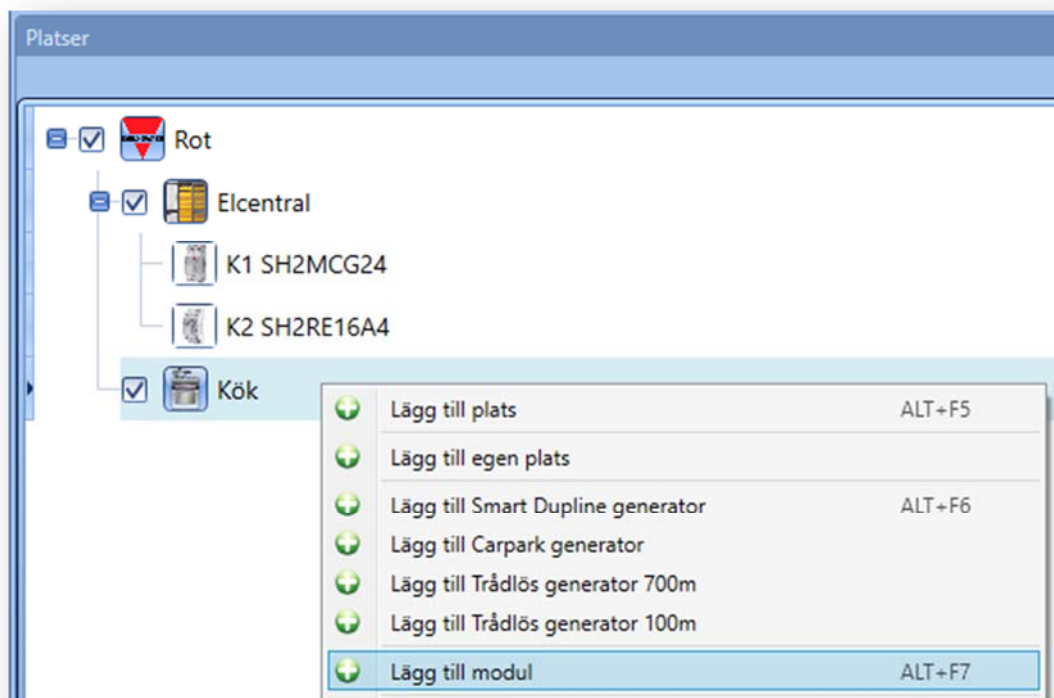 Platser
Rot
Elcentral
K1 SH2MCG24
K2 SH2RE16A4
Kök
Lägg till plats ALT+F5
Lägg till egen plats
Lägg till Smart Dupline generator ALT+F6
Lägg till Carpark generator
Lägg till Trådlös generator 700m
Lägg till Trådlös generator 100m
Lägg till modul ALT+F7